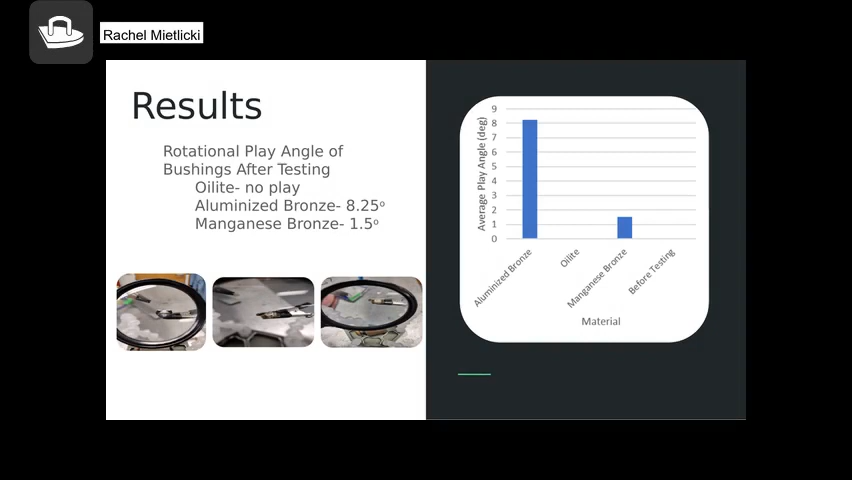 Rachel Mietlicki
Results
Rotational Play Angle of
Bushings After Testing
Oilite- no play
Aluminized Bronze- 8.25º
Manganese Bronze- 1.5º
Average Play Angle (deg)
9
8
7
6
5
4
3
2
1
0
Aluminized Bronze
Oilite
Manganese Bronze
Before Testing
Material